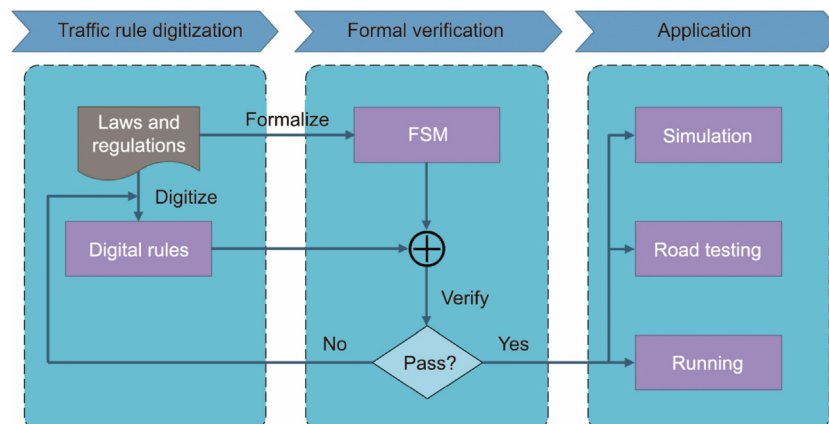 Traffic rule digitization
Formal verification
Application
Laws and
regulations
Formalize
FSM
Simulation
Digitize
Digital rules
Road testing
Verify
No
Pass?
Yes
Running